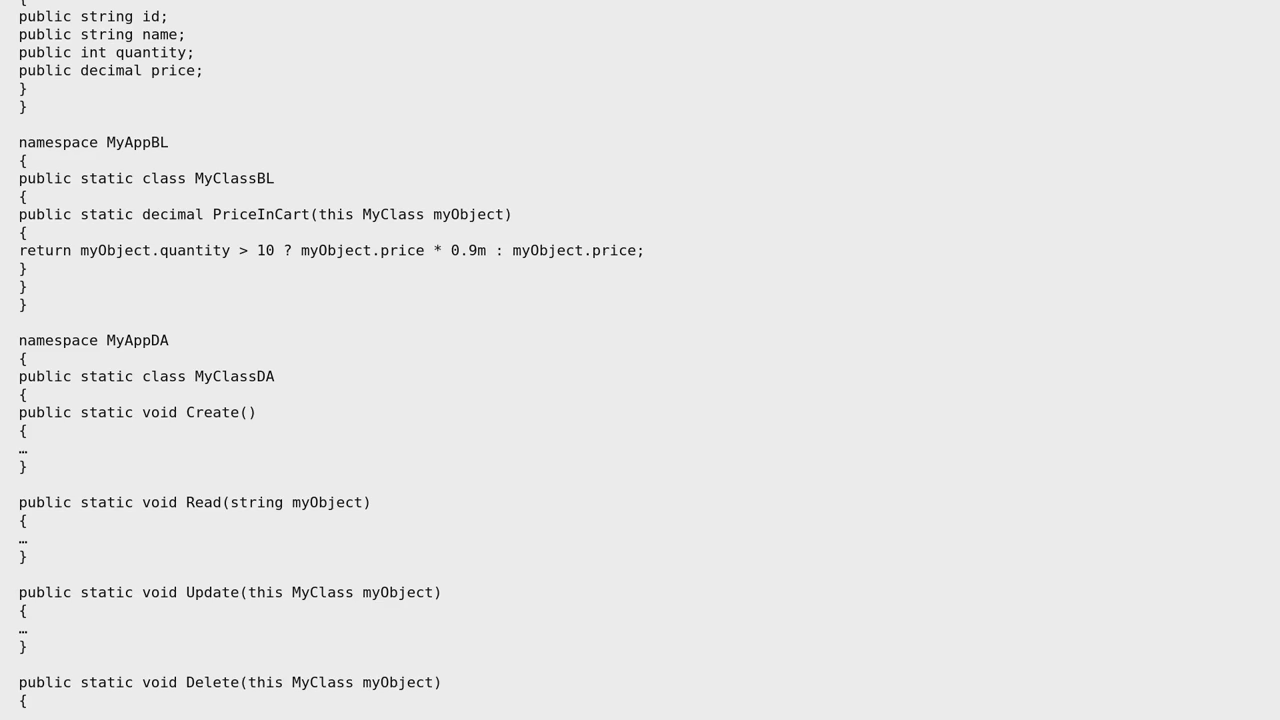 {
public string id;
public string name;
public int quantity;
public decimal price;
}
}

namespace MyAppBL
{
public static class MyClassBL
{
public static decimal PriceInCart(this MyClass myObject)
{
return myObject.quantity > 10 ? myObject.price * 0.9m : myObject.price;
}
}
}

namespace MyAppDA
{
public static class MyClassDA
{
public static void Create()
{
…
}

public static void Read(string myObject)
{
…
}

public static void Update(this MyClass myObject)
{
…
}

public static void Delete(this MyClass myObject)
{